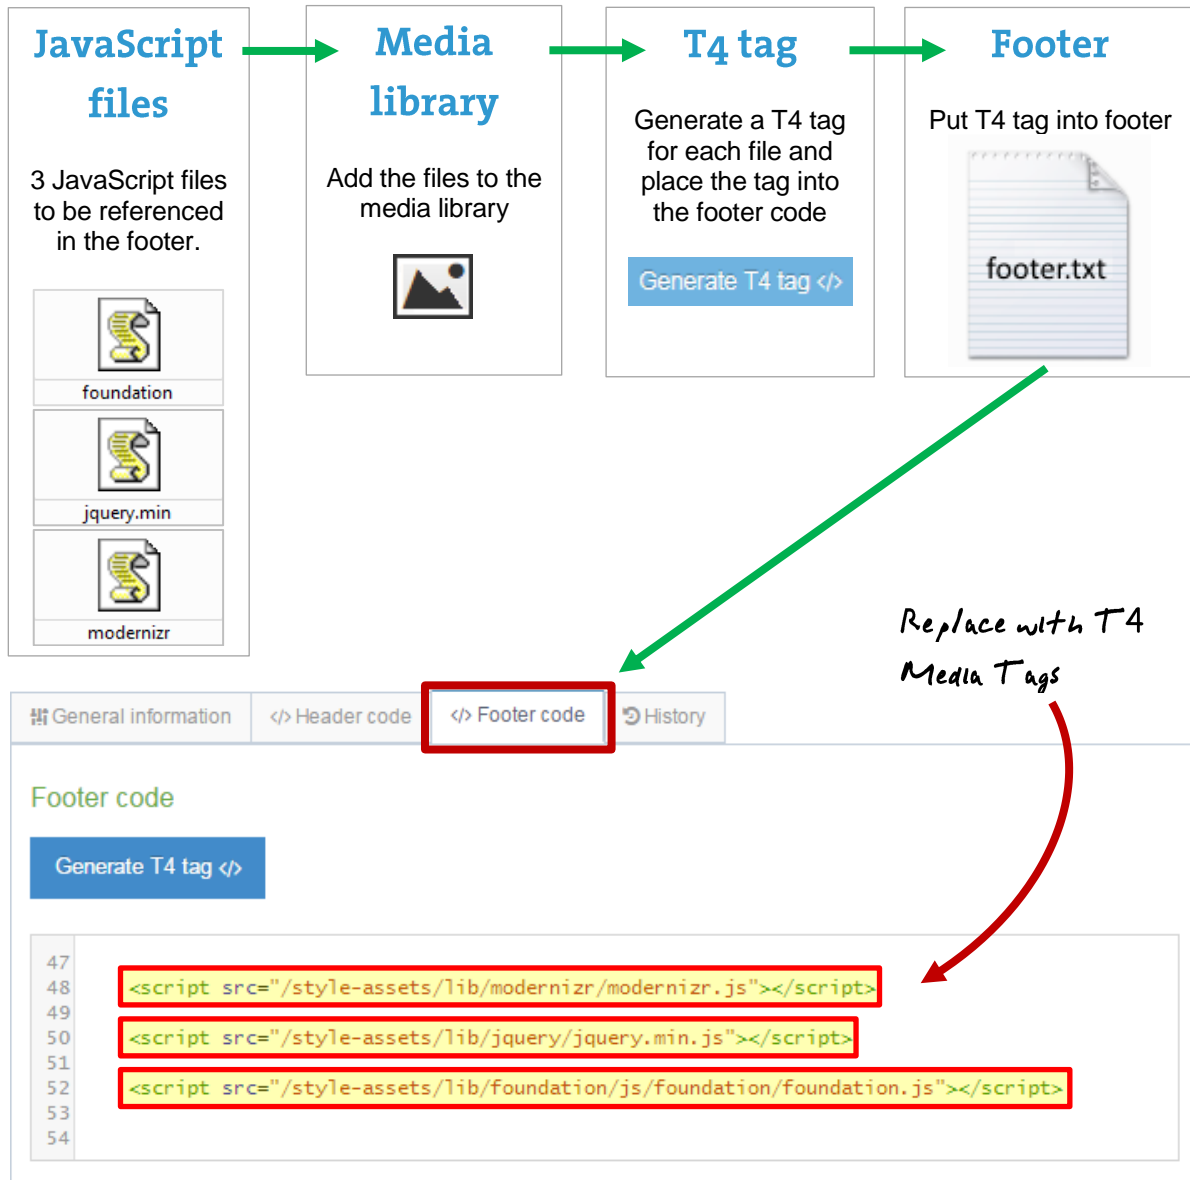 JavaScript
files
3 JavaScript files
to be referenced
in the footer.
foundation
jquery.min
modernizr
Media
library
Add the files to the
media library
T4 tag
Generate a T4 tag
for each file and
place the tag into
the footer code
Generate T4 tag </>
Footer
Put T4 tag into footer
footer.txt
Replace with T4
Media Tags
General information
</> Header code
</> Footer code
History
Footer code
Generate T4 tag </>
47
48 <script src="/style-assets/lib/modernizr/modernizr.js"></script>
49
50 <script src="/style-assets/lib/jquery/jquery.min.js"></script>
51
52 <script src="/style-assets/lib/foundation/js/foundation/foundation.js"></script>
53
54